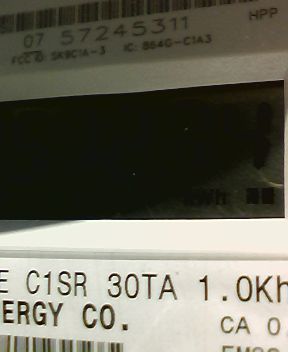 07 57245311
HPP
FCC ID: SK9C1A-3 IC: 864G-C1A3
kWh
E C1SR 30TA 1.0Kh
ERGY CO.
CA 0.